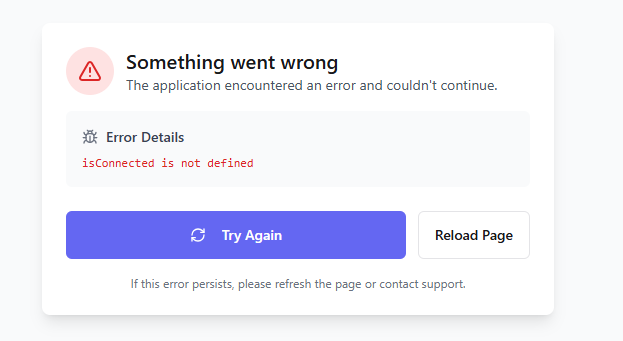 Something went wrong
The application encountered an error and couldn't continue.
Error Details
isConnected is not defined
Try Again
Reload Page
If this error persists, please refresh the page or contact support.